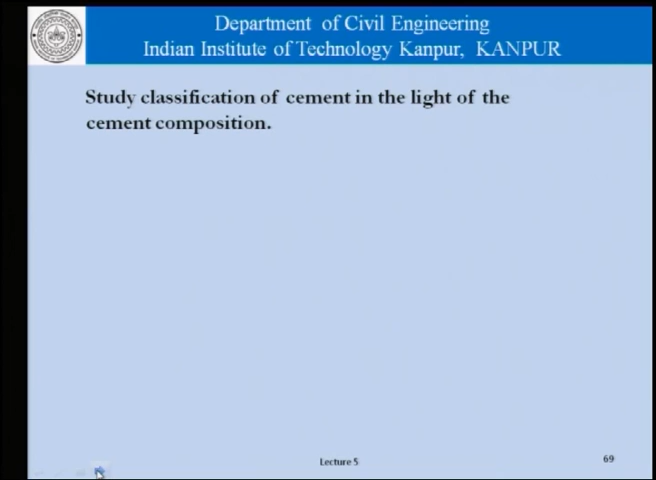 Department of Civil Engineering
Indian Institute of Technology Kanpur, KANPUR
Study classification of cement in the light of the
cement composition.
Lecture 5
69